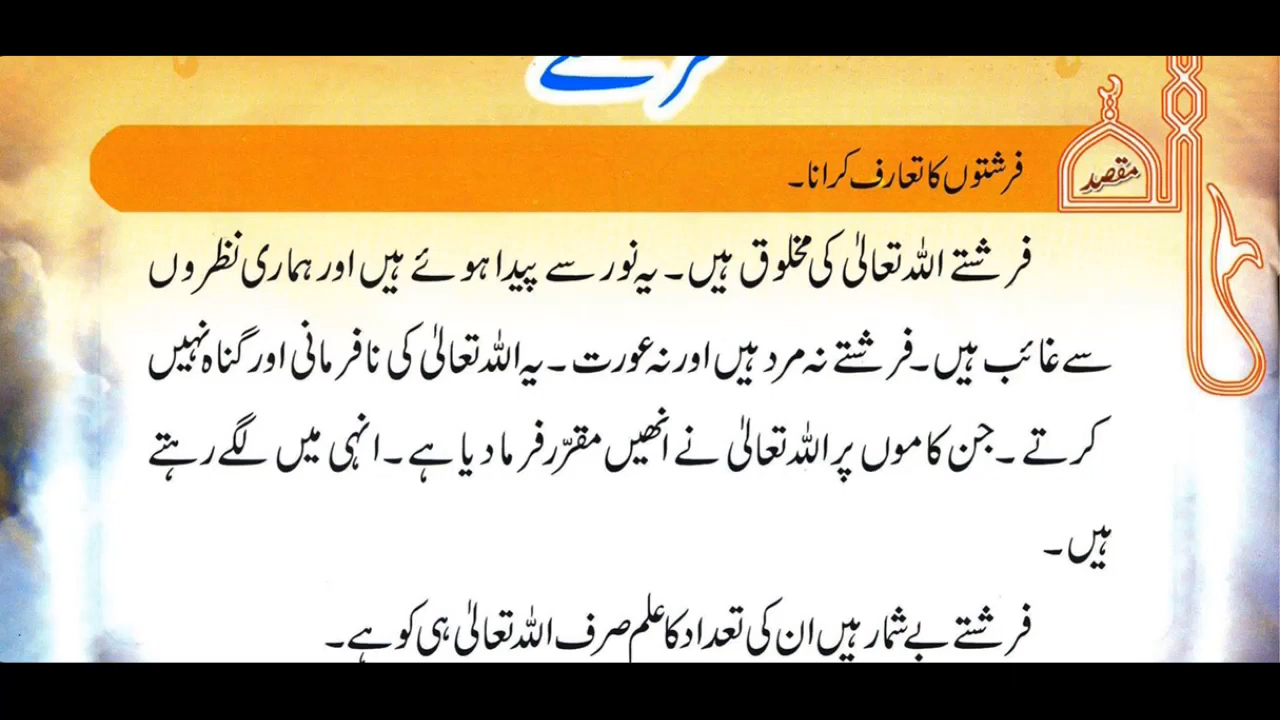 مقصد
فرشتوں کا تعارف کرانا۔
فرشتے اللہ تعالیٰ کی مخلوق ہیں۔ یہ نور سے پیدا ہوئے ہیں اور ہماری نظروں
سے غائب ہیں۔ فرشتے نہ مرد ہیں اور نہ عورت۔ یہ اللہ تعالیٰ کی نافرمانی اور گناہ نہیں
کرتے ۔ جن کاموں پر اللہ تعالیٰ نے انھیں مقرّر فرما دیا ہے۔ انہی میں لگے رہتے
ہیں۔
فرشتے بے شمار ہیں ان کی تعداد کا علم صرف اللہ تعالیٰ ہی کو ہے۔